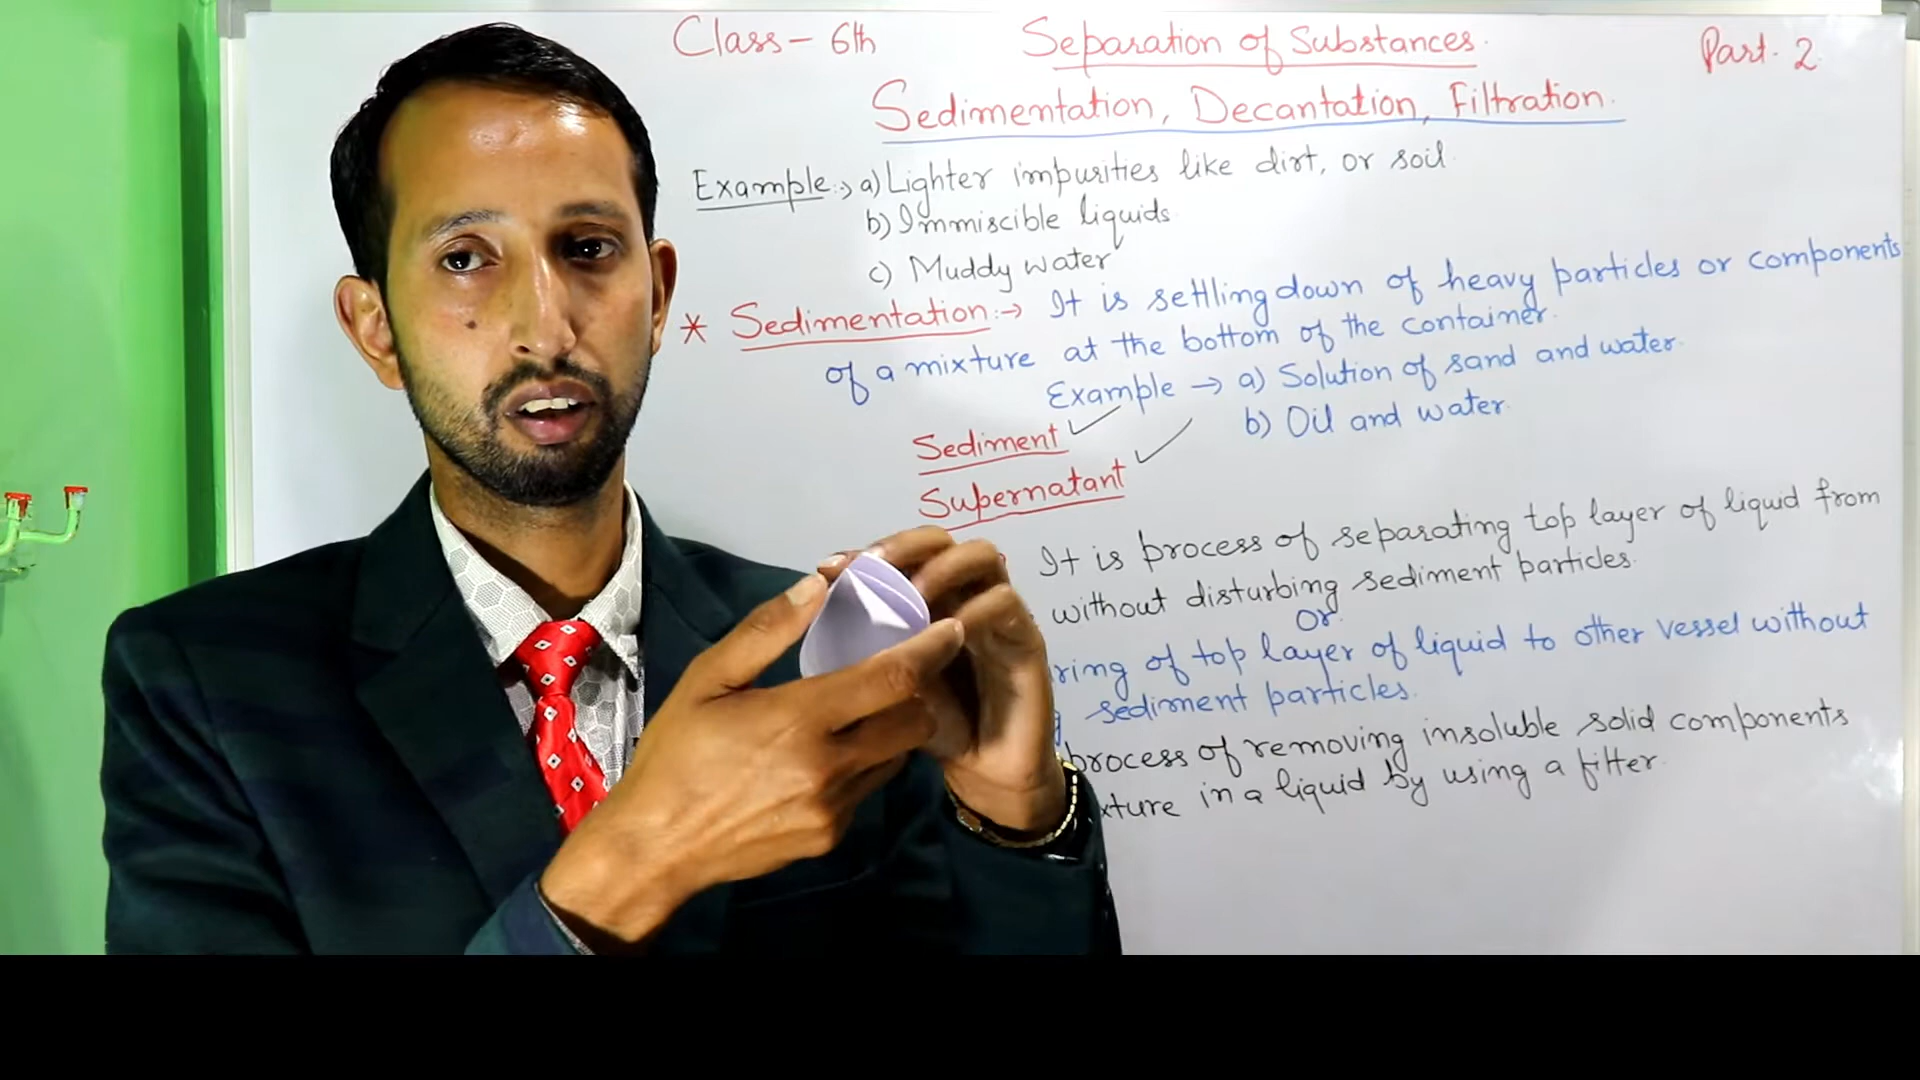 Class - 6th
Separation of Substances.
Part. 2.
Sedimentation, Decantation, Filtration.
Example :→ a) Lighter impurities like dirt, or soil.
b) Immiscible liquids.
c) Muddy water
* Sedimentation :→ It is settling down of heavy particles or components
of a mixture at the bottom of the container.
Example → a) Solution of sand and water.
b) Oil and water.
Sediment ✓
Supernatant ✓
It is process of separating top layer of liquid from
without disturbing sediment particles.
or
ring of top layer of liquid to other vessel without
g sediment particles.
process of removing insoluble solid components
xture in a liquid by using a filter.